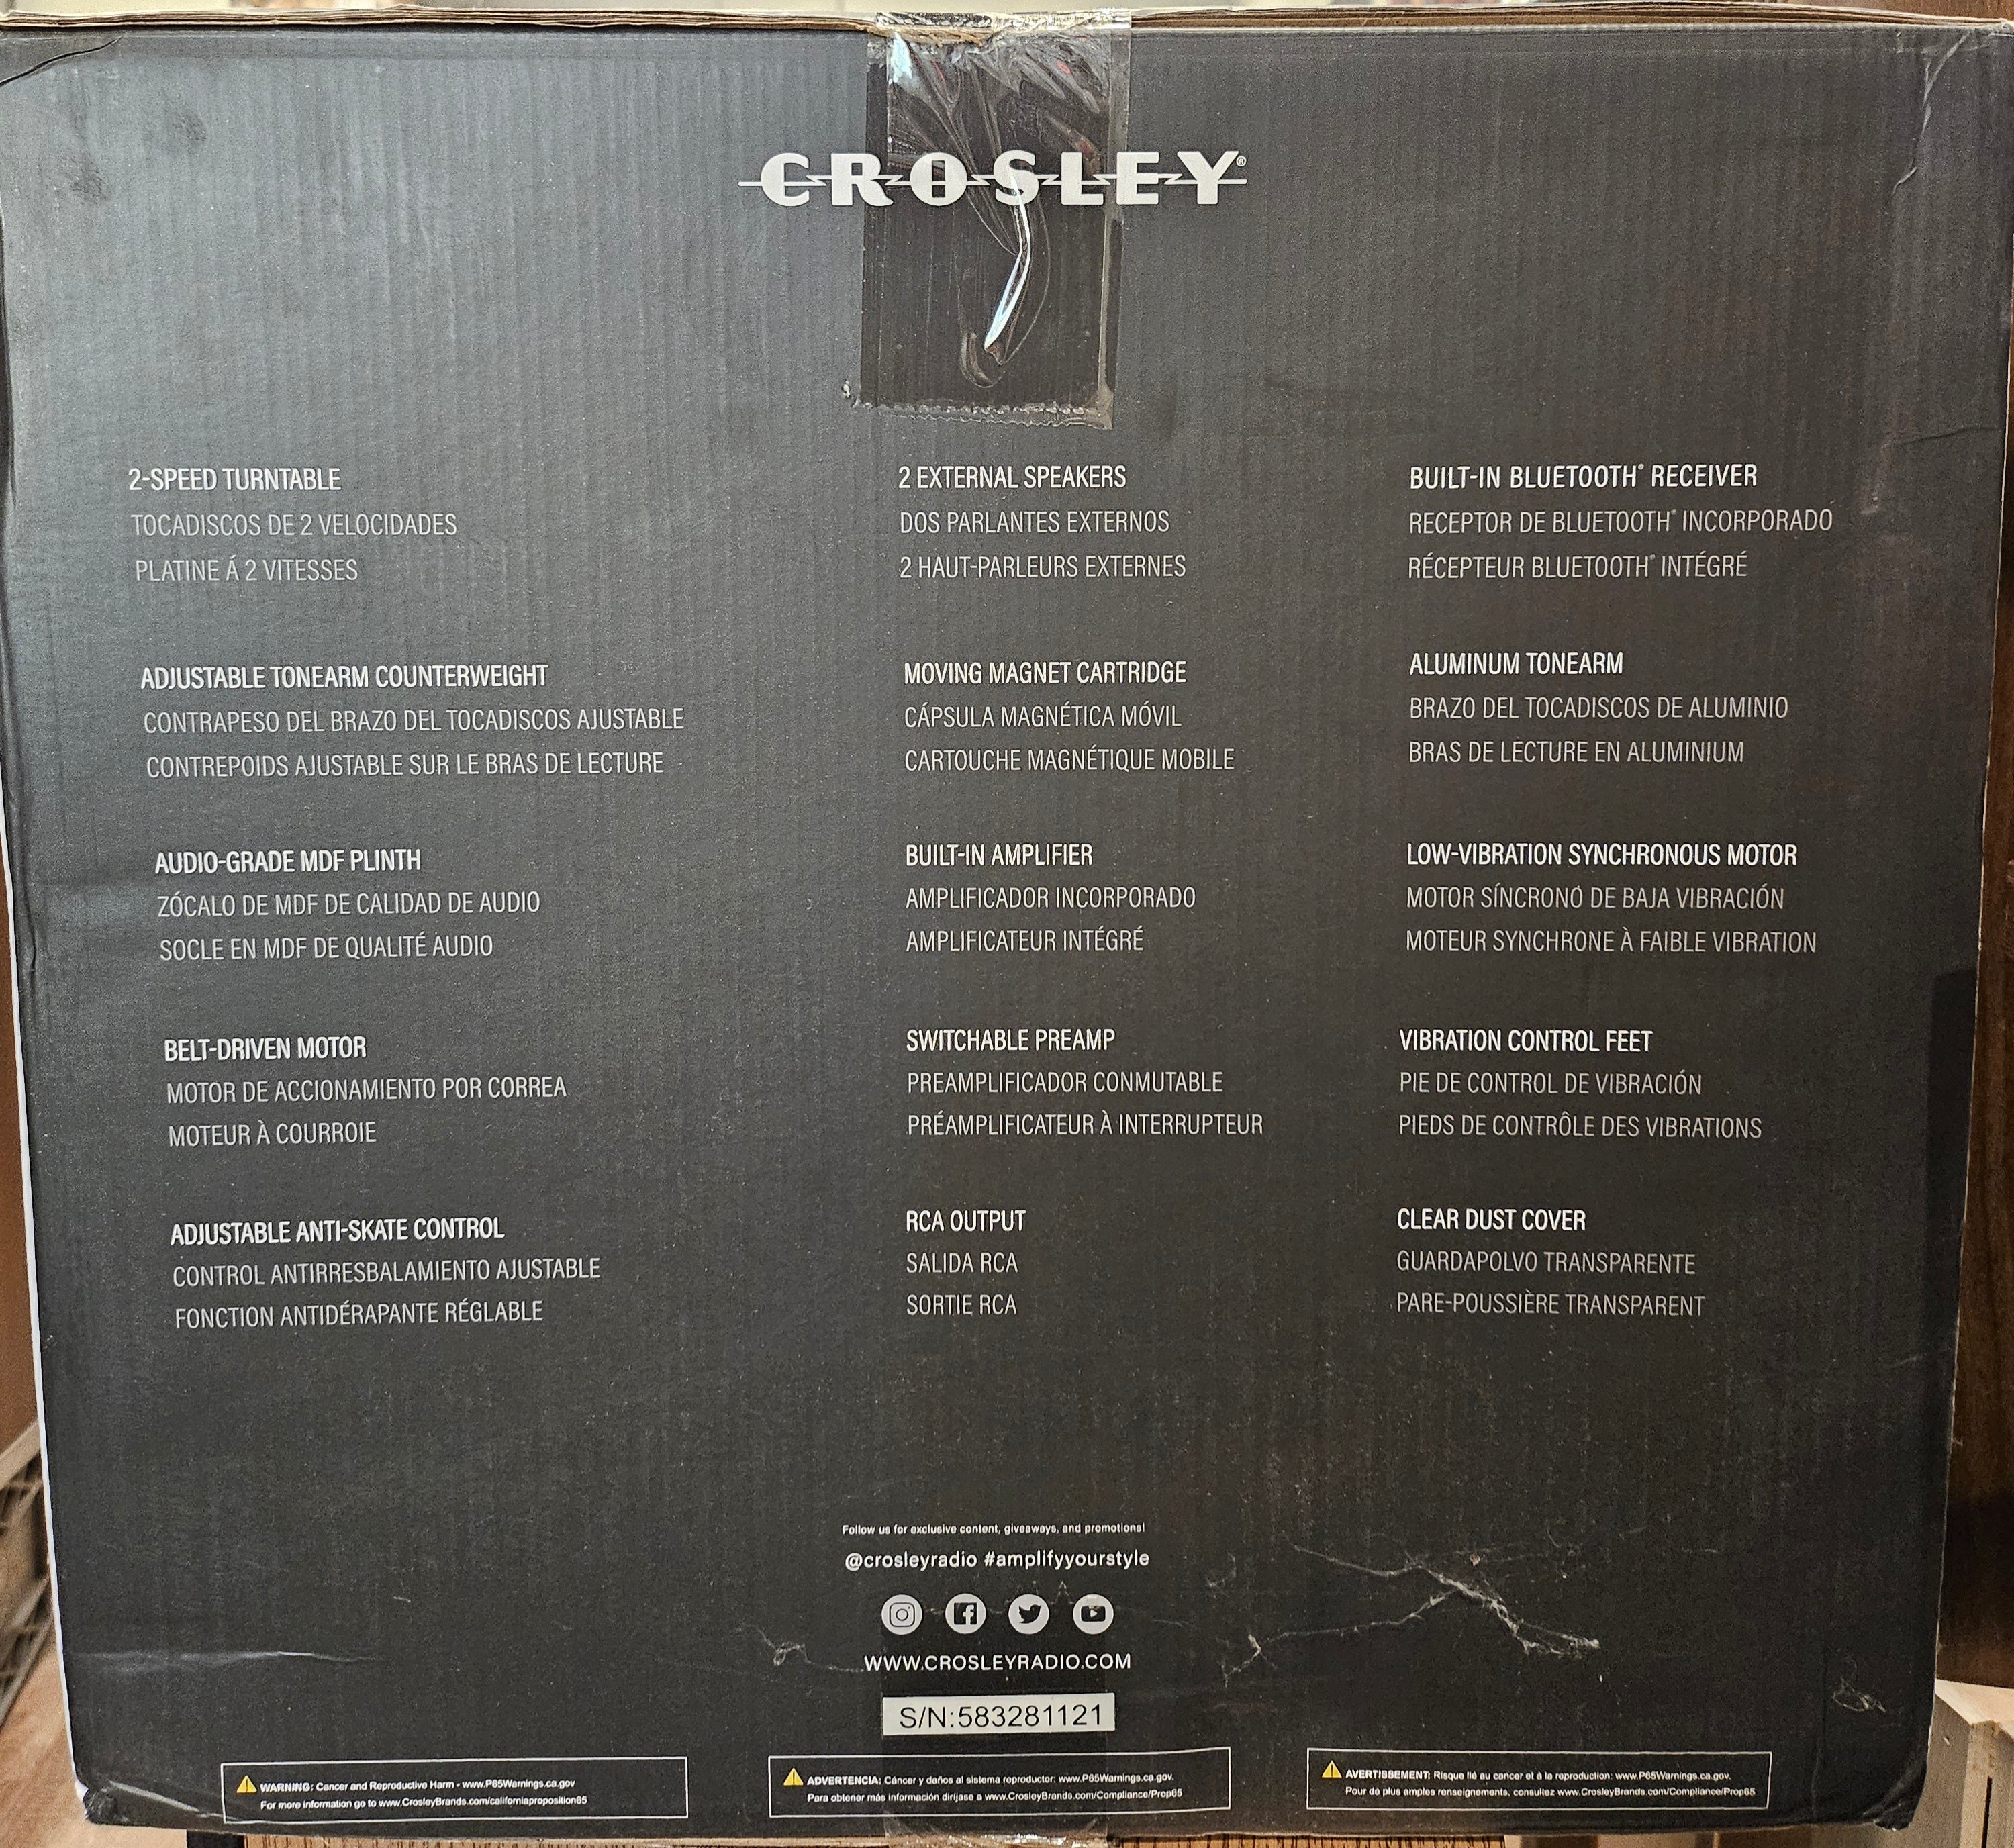 CROSLEY®
2-SPEED TURNTABLE
TOCADISCOS DE 2 VELOCIDADES
PLATINE Á 2 VITESSES
ADJUSTABLE TONEARM COUNTERWEIGHT
CONTRAPESO DEL BRAZO DEL TOCADISCOS AJUSTABLE
CONTREPOIDS AJUSTABLE SUR LE BRAS DE LECTURE
AUDIO-GRADE MDF PLINTH
ZÓCALO DE MDF DE CALIDAD DE AUDIO
SOCLE EN MDF DE QUALITÉ AUDIO
BELT-DRIVEN MOTOR
MOTOR DE ACCIONAMIENTO POR CORREA
MOTEUR À COURROIE
ADJUSTABLE ANTI-SKATE CONTROL
CONTROL ANTIRRESBALAMIENTO AJUSTABLE
FONCTION ANTIDÉRAPANTE RÉGLABLE
2 EXTERNAL SPEAKERS
DOS PARLANTES EXTERNOS
2 HAUT-PARLEURS EXTERNES
MOVING MAGNET CARTRIDGE
CÁPSULA MAGNÉTICA MÓVIL
CARTOUCHE MAGNÉTIQUE MOBILE
BUILT-IN AMPLIFIER
AMPLIFICADOR INCORPORADO
AMPLIFICATEUR INTÉGRÉ
SWITCHABLE PREAMP
PREAMPLIFICADOR CONMUTABLE
PRÉAMPLIFICATEUR À INTERRUPTEUR
RCA OUTPUT
SALIDA RCA
SORTIE RCA
BUILT-IN BLUETOOTH® RECEIVER
RECEPTOR DE BLUETOOTH® INCORPORADO
RÉCEPTEUR BLUETOOTH® INTÉGRÉ
ALUMINUM TONEARM
BRAZO DEL TOCADISCOS DE ALUMINIO
BRAS DE LECTURE EN ALUMINIUM
LOW-VIBRATION SYNCHRONOUS MOTOR
MOTOR SÍNCRONO DE BAJA VIBRACIÓN
MOTEUR SYNCHRONE À FAIBLE VIBRATION
VIBRATION CONTROL FEET
PIE DE CONTROL DE VIBRACIÓN
PIEDS DE CONTRÔLE DES VIBRATIONS
CLEAR DUST COVER
GUARDAPOLVO TRANSPARENTE
PARE-POUSSIÈRE TRANSPARENT
Follow us for exclusive content, giveaways, and promotions!
@crosleyradio #amplifyyourstyle
WWW.CROSLEYRADIO.COM
S/N:583281121
WARNING: Cancer and Reproductive Harm - www.P65Warnings.ca.gov
For more information go to www.CrosleyBrands.com/californiaproposition65
ADVERTENCIA: Cáncer y daños al sistema reproductor: www.P65Warnings.ca.gov.
Para obtener más información diríjase a www.CrosleyBrands.com/Compliance/Prop65
AVERTISSEMENT: Risque lié au cancer et à la reproduction: www.P65Warnings.ca.gov.
Pour de plus amples renseignements, consultez www.CrosleyBrands.com/Compliance/Prop65